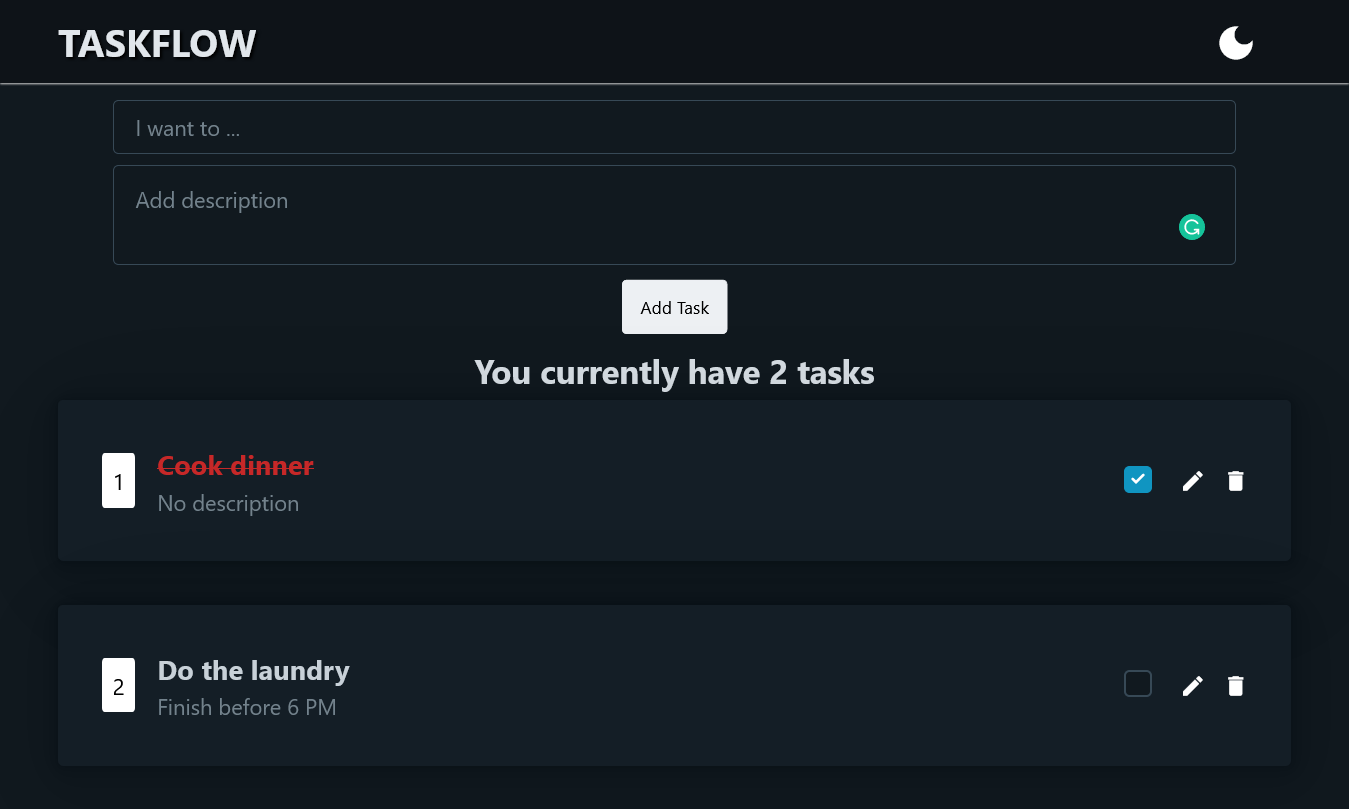 TASKFLOW
I want to ...
Add description
Add Task
You currently have 2 tasks
1
Cook dinner
No description
2
Do the laundry
Finish before 6 PM